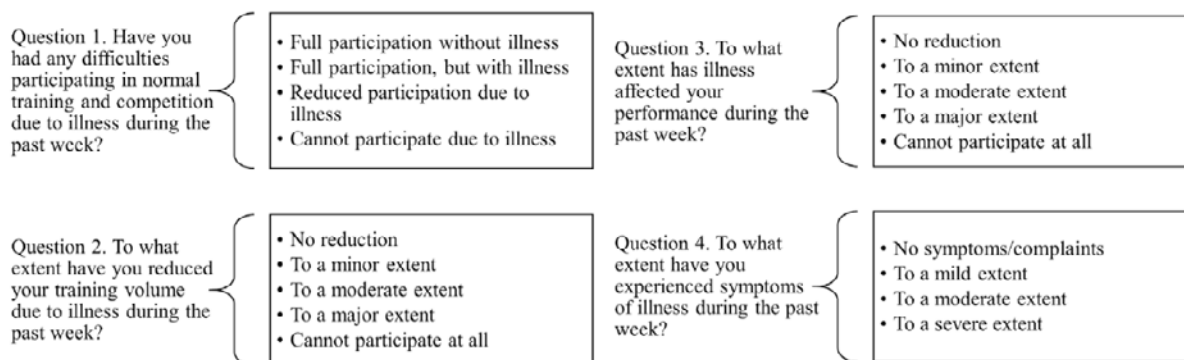 Question 1. Have you
had any difficulties
participating in normal
training and competition
due to illness during the
past week?
• Full participation without illness
• Full participation, but with illness
• Reduced participation due to
illness
• Cannot participate due to illness
Question 3. To what
extent has illness
affected your
performance during the
past week?
• No reduction
• To a minor extent
• To a moderate extent
• To a major extent
• Cannot participate at all
Question 2. To what
extent have you reduced
your training volume
due to illness during the
past week?
• No reduction
• To a minor extent
• To a moderate extent
• To a major extent
• Cannot participate at all
Question 4. To what
extent have you
experienced symptoms
of illness during the past
week?
• No symptoms/complaints
• To a mild extent
• To a moderate extent
• To a severe extent